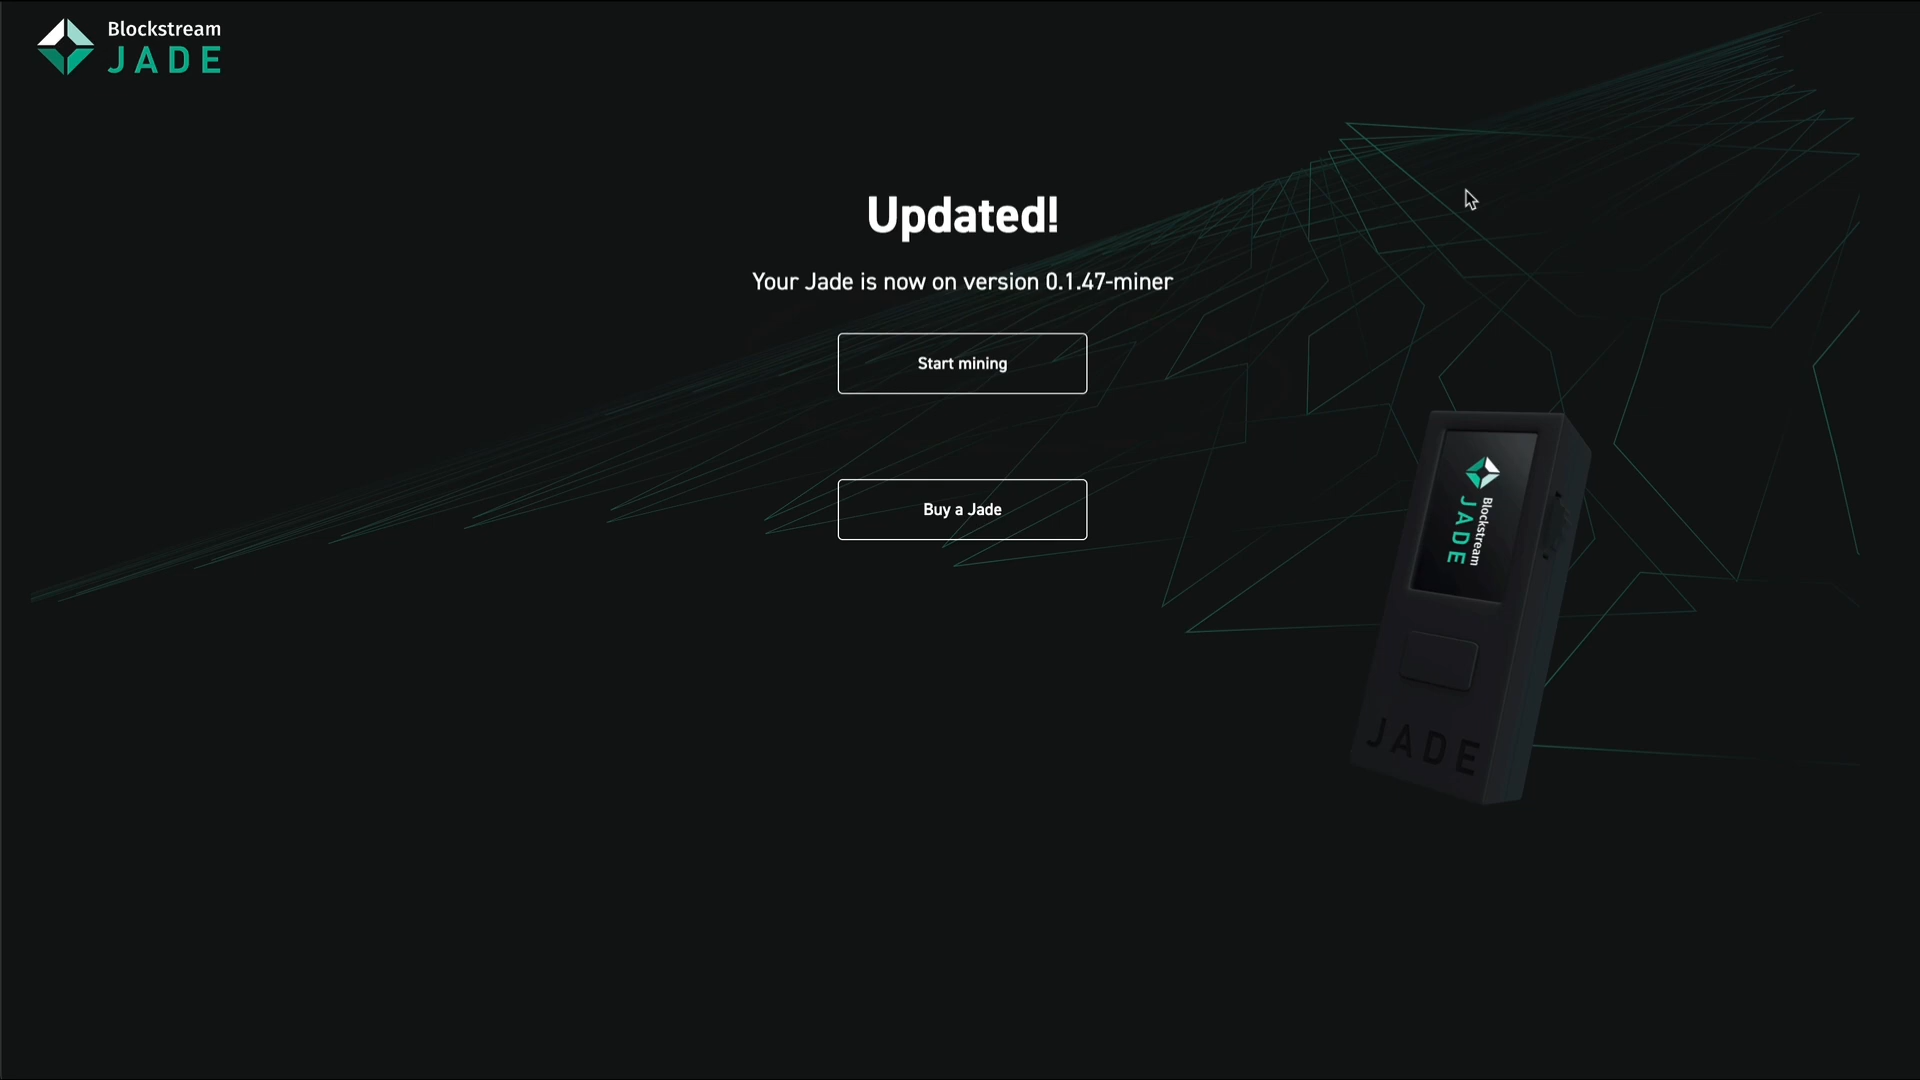 Blockstream
JADE
Updated!
Your Jade is now on version 0.1.47-miner
Start mining
Buy a Jade
Blockstream
JADE
JADE